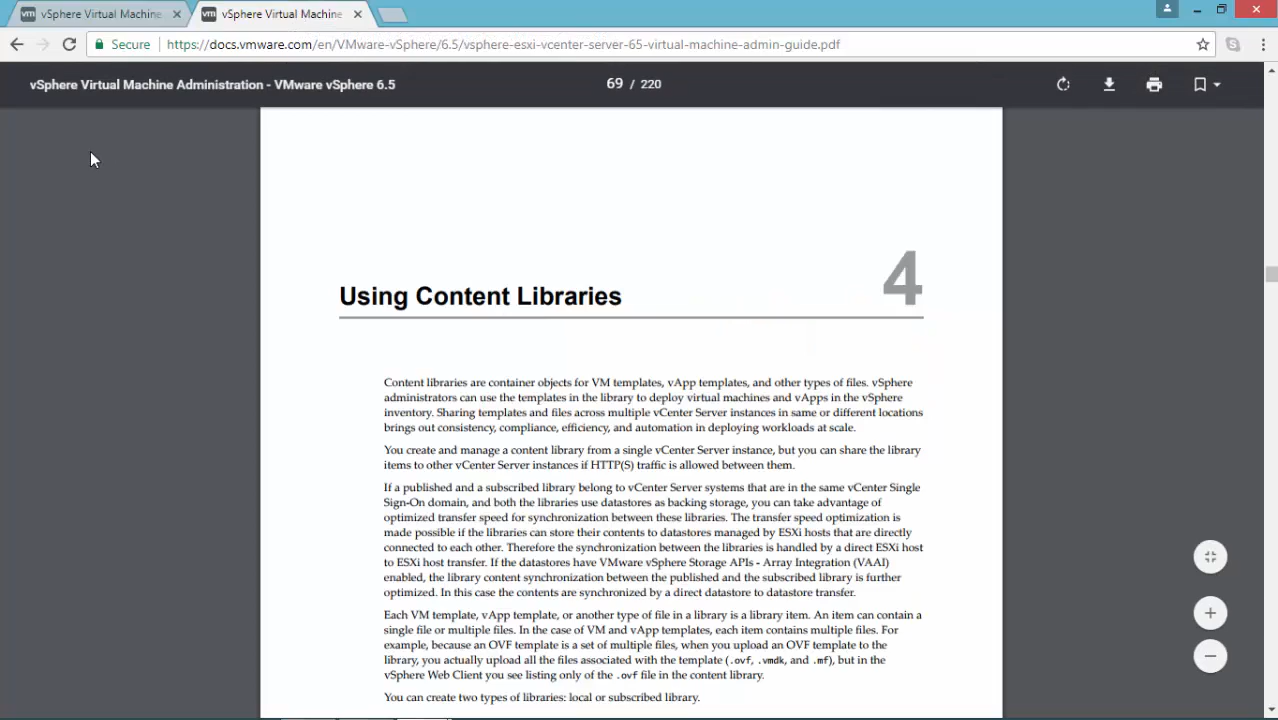 vm vSphere Virtual Machine
vm vSphere Virtual Machine
Secure https://docs.vmware.com/en/VMware-vSphere/6.5/vsphere-esxi-vcenter-server-65-virtual-machine-admin-guide.pdf
vSphere Virtual Machine Administration - VMware vSphere 6.5
69 / 220
4
Using Content Libraries
Content libraries are container objects for VM templates, vApp templates, and other types of files. vSphere
administrators can use the templates in the library to deploy virtual machines and vApps in the vSphere
inventory. Sharing templates and files across multiple vCenter Server instances in same or different locations
brings out consistency, compliance, efficiency, and automation in deploying workloads at scale.
You create and manage a content library from a single vCenter Server instance, but you can share the library
items to other vCenter Server instances if HTTP(S) traffic is allowed between them.
If a published and a subscribed library belong to vCenter Server systems that are in the same vCenter Single
Sign-On domain, and both the libraries use datastores as backing storage, you can take advantage of
optimized transfer speed for synchronization between these libraries. The transfer speed optimization is
made possible if the libraries can store their contents to datastores managed by ESXi hosts that are directly
connected to each other. Therefore the synchronization between the libraries is handled by a direct ESXi host
to ESXi host transfer. If the datastores have VMware vSphere Storage APIs - Array Integration (VAAI)
enabled, the library content synchronization between the published and the subscribed library is further
optimized. In this case the contents are synchronized by a direct datastore to datastore transfer.
Each VM template, vApp template, or another type of file in a library is a library item. An item can contain a
single file or multiple files. In the case of VM and vApp templates, each item contains multiple files. For
example, because an OVF template is a set of multiple files, when you upload an OVF template to the
library, you actually upload all the files associated with the template (.ovf, .vmdk, and .mf), but in the
vSphere Web Client you see listing only of the .ovf file in the content library.
You can create two types of libraries: local or subscribed library.